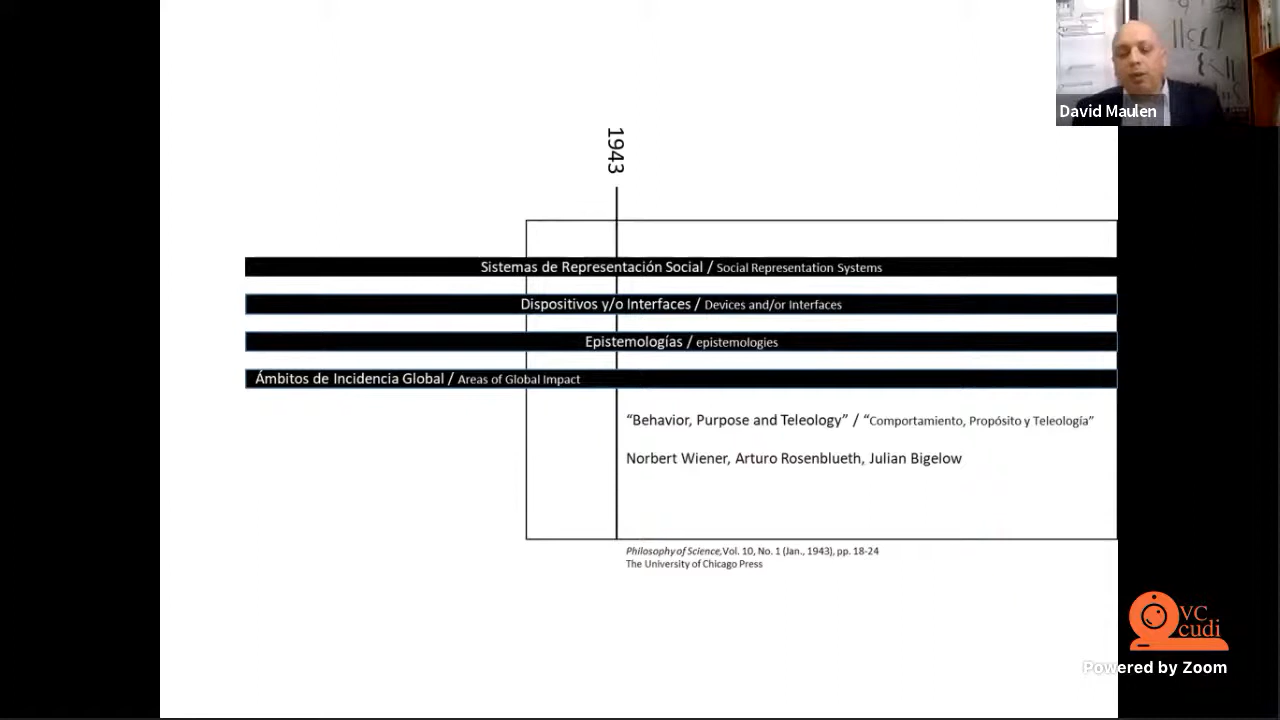 David Maulen
1943
Sistemas de Representación Social / Social Representation Systems
Dispositivos y/o Interfaces / Devices and/or Interfaces
Epistemologías / epistemologies
Ámbitos de Incidencia Global / Areas of Global Impact
“Behavior, Purpose and Teleology” / “Comportamiento, Propósito y Teleología”
Norbert Wiener, Arturo Rosenblueth, Julian Bigelow
Philosophy of Science,Vol. 10, No. 1 (Jan., 1943), pp. 18-24
The University of Chicago Press
VC
cudi
Powered by Zoom